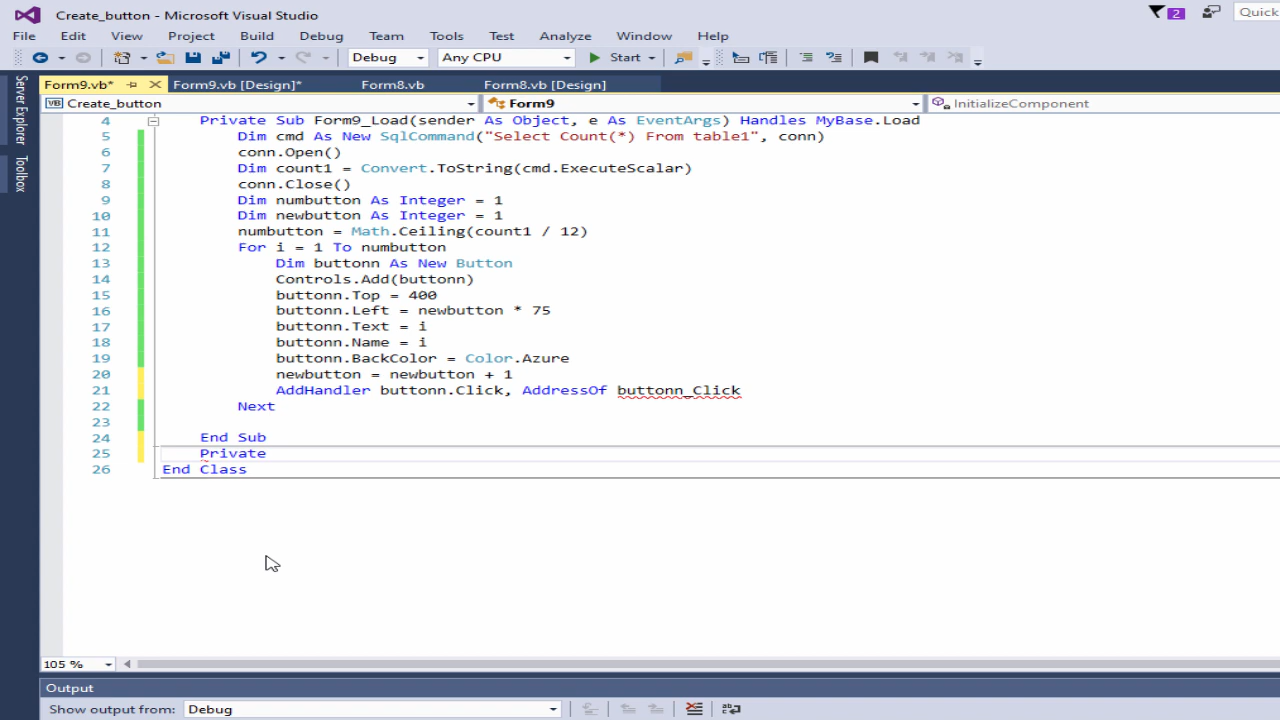 Create_button - Microsoft Visual Studio 2 Quick
File Edit View Project Build Debug Team Tools Test Analyze Window Help
Debug Any CPU Start
Form9.vb* Form9.vb [Design]* Form8.vb Form8.vb [Design]
Server Explorer
Toolbox
VB Create_button Form9 InitializeComponent
4 Private Sub Form9_Load(sender As Object, e As EventArgs) Handles MyBase.Load
5 Dim cmd As New SqlCommand("Select Count(*) From table1", conn)
6 conn.Open()
7 Dim count1 = Convert.ToString(cmd.ExecuteScalar)
8 conn.Close()
9 Dim numbutton As Integer = 1
10 Dim newbutton As Integer = 1
11 numbutton = Math.Ceiling(count1 / 12)
12 For i = 1 To numbutton
13 Dim buttonn As New Button
14 Controls.Add(buttonn)
15 buttonn.Top = 400
16 buttonn.Left = newbutton * 75
17 buttonn.Text = i
18 buttonn.Name = i
19 buttonn.BackColor = Color.Azure
20 newbutton = newbutton + 1
21 AddHandler buttonn.Click, AddressOf buttonn_Click
22 Next
23
24 End Sub
25 Private
26 End Class
105 %
Output
Show output from: Debug